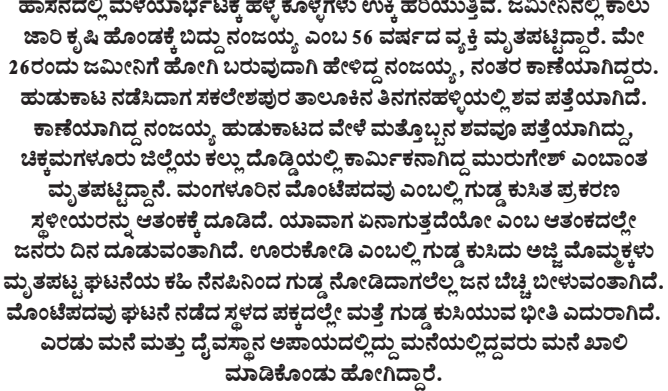 ಹಾಸನದಲ್ಲಿ ಮಳೆಯಾರ್ಭಟಕ್ಕೆ ಹಳ್ಳ ಕೊಳ್ಳಗಳು ಉಕ್ಕಿ ಹರಿಯುತ್ತಿವೆ. ಜಮೀನಿನಲ್ಲಿ ಕಾಲು
ಜಾರಿ ಕೃಷಿ ಹೊಂಡಕ್ಕೆ ಬಿದ್ದು ನಂಜಯ್ಯ ಎಂಬ 56 ವರ್ಷದ ವ್ಯಕ್ತಿ ಮೃತಪಟ್ಟಿದ್ದಾರೆ. ಮೇ
26ರಂದು ಜಮೀನಿಗೆ ಹೋಗಿ ಬರುವುದಾಗಿ ಹೇಳಿದ್ದ ನಂಜಯ್ಯ, ನಂತರ ಕಾಣೆಯಾಗಿದ್ದರು.
ಹುಡುಕಾಟ ನಡೆಸಿದಾಗ ಸಕಲೇಶಪುರ ತಾಲೂಕಿನ ತಿನಗನಹಳ್ಳಿಯಲ್ಲಿ ಶವ ಪತ್ತೆಯಾಗಿದೆ.
ಕಾಣೆಯಾಗಿದ್ದ ನಂಜಯ್ಯ ಹುಡುಕಾಟದ ವೇಳೆ ಮತ್ತೊಬ್ಬನ ಶವವೂ ಪತ್ತೆಯಾಗಿದ್ದು,
ಚಿಕ್ಕಮಗಳೂರು ಜಿಲ್ಲೆಯ ಕಲ್ಲು ದೊಡ್ಡಿಯಲ್ಲಿ ಕಾರ್ಮಿಕನಾಗಿದ್ದ ಮುರುಗೇಶ್ ಎಂಬಾಂತ
ಮೃತಪಟ್ಟಿದ್ದಾನೆ. ಮಂಗಳೂರಿನ ಮೊಂಟೆಪದವು ಎಂಬಲ್ಲಿ ಗುಡ್ಡ ಕುಸಿತ ಪ್ರಕರಣ
ಸ್ಥಳೀಯರನ್ನು ಆತಂಕಕ್ಕೆ ದೂಡಿದೆ. ಯಾವಾಗ ಏನಾಗುತ್ತದೆಯೋ ಎಂಬ ಆತಂಕದಲ್ಲೇ
ಜನರು ದಿನ ದೂಡುವಂತಾಗಿದೆ. ಊರುಕೋಡಿ ಎಂಬಲ್ಲಿ ಗುಡ್ಡ ಕುಸಿದು ಅಜ್ಜಿ ಮೊಮ್ಮಕ್ಕಳು
ಮೃತಪಟ್ಟ ಘಟನೆಯ ಕಹಿ ನೆನಪಿನಿಂದ ಗುಡ್ಡ ನೋಡಿದಾಗಲೆಲ್ಲ ಜನ ಬೆಚ್ಚಿ ಬೀಳುವಂತಾಗಿದೆ.
ಮೊಂಟೆಪದವು ಘಟನೆ ನಡೆದ ಸ್ಥಳದ ಪಕ್ಕದಲ್ಲೇ ಮತ್ತೆ ಗುಡ್ಡ ಕುಸಿಯುವ ಭೀತಿ ಎದುರಾಗಿದೆ.
ಎರಡು ಮನೆ ಮತ್ತು ದೈವಸ್ಥಾನ ಅಪಾಯದಲ್ಲಿದ್ದು ಮನೆಯಲ್ಲಿದ್ದವರು ಮನೆ ಖಾಲಿ
ಮಾಡಿಕೊಂಡು ಹೋಗಿದ್ದಾರೆ.